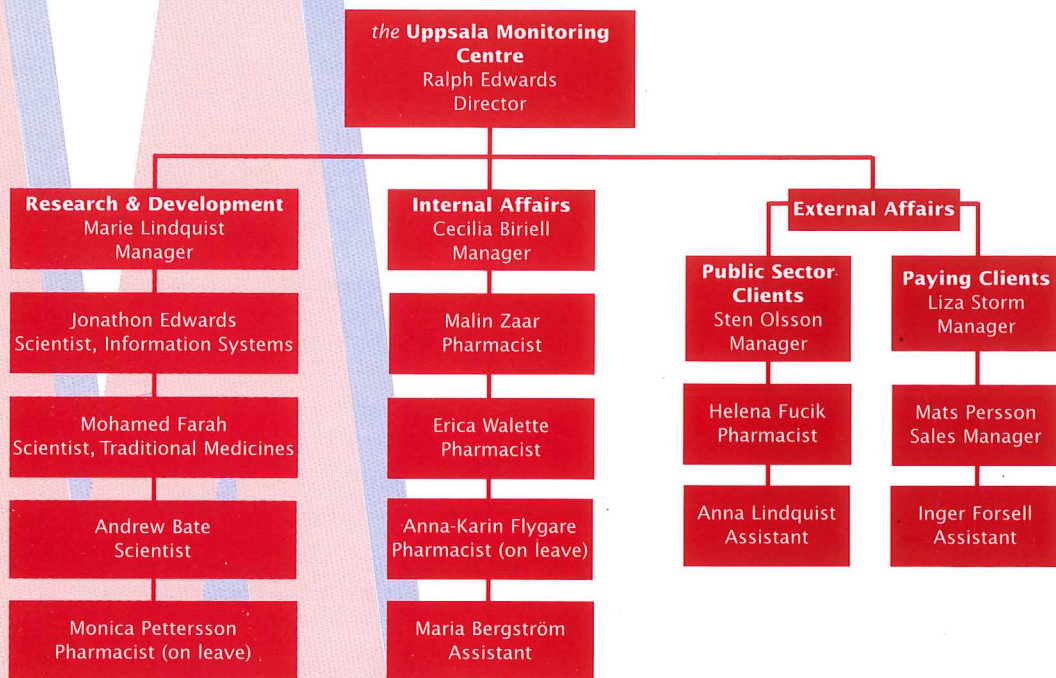 the Uppsala Monitoring
Centre
Ralph Edwards
Director
Research & Development
Marie Lindquist
Manager
Jonathon Edwards
Scientist, Information Systems
Mohamed Farah
Scientist, Traditional Medicines
Andrew Bate
Scientist
Monica Pettersson
Pharmacist (on leave)
Internal Affairs
Cecilia Biriell
Manager
Malin Zaar
Pharmacist
Erica Walette
Pharmacist
Anna-Karin Flygare
Pharmacist (on leave)
Maria Bergström
Assistant
External Affairs
Public Sector
Clients
Sten Olsson
Manager
Helena Fucik
Pharmacist
Anna Lindquist
Assistant
Paying Clients
Liza Storm
Manager
Mats Persson
Sales Manager
Inger Forsell
Assistant